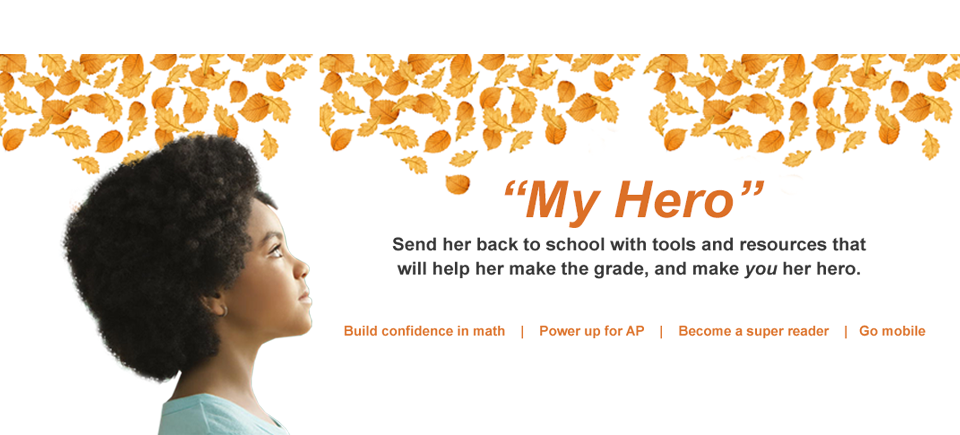 “My Hero”
Send her back to school with tools and resources that
will help her make the grade, and make you her hero.
Build confidence in math | Power up for AP | Become a super reader | Go mobile